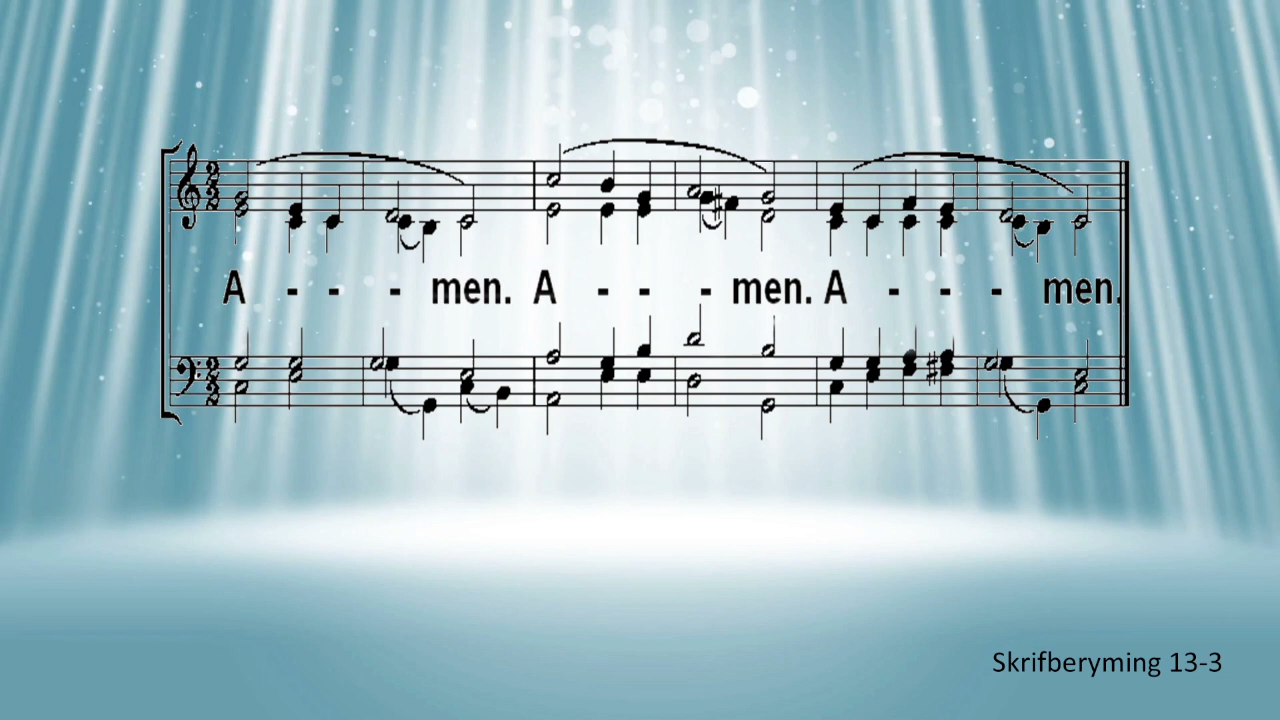 A - - - men. A - - - men. A - - - men.
Skrifberyming 13-3